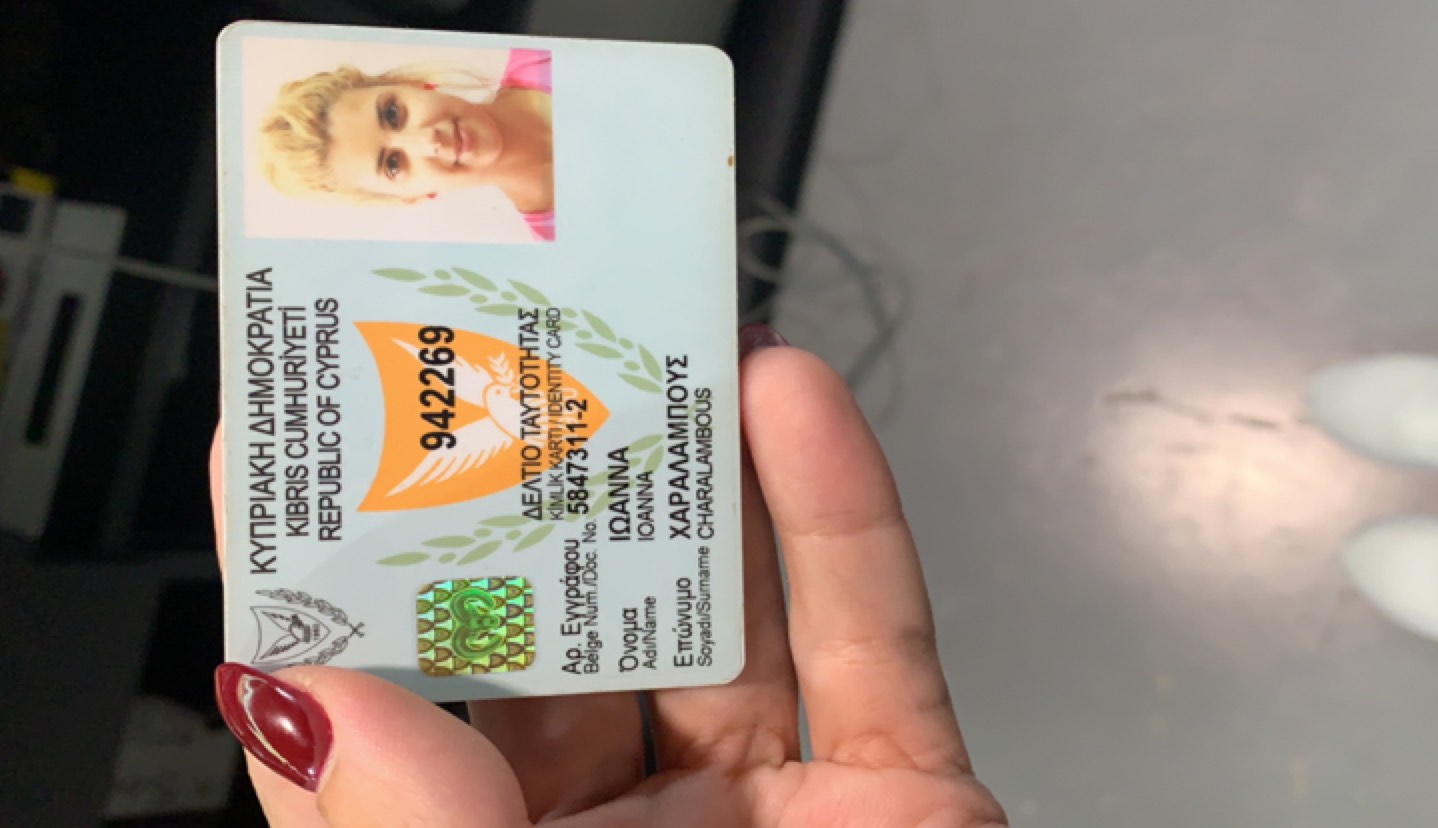 ΚΥΠΡΙΑΚΗ ΔΗΜΟΚΡΑΤΙΑ
KIBRIS CUMHURİYETİ
REPUBLIC OF CYPRUS
942269
ΔΕΛΤΙΟ ΤΑΥΤΟΤΗΤΑΣ
KIMLIK KARTI / IDENTITY CARD
Αρ. Εγγράφου
Belge Num./Doc. No. 5847311-2
Όνομα ΙΩΑΝΝΑ
Adı/Name IOANNA
Επώνυμο ΧΑΡΑΛΑΜΠΟΥΣ
Soyadı/Surname CHARALAMBOUS